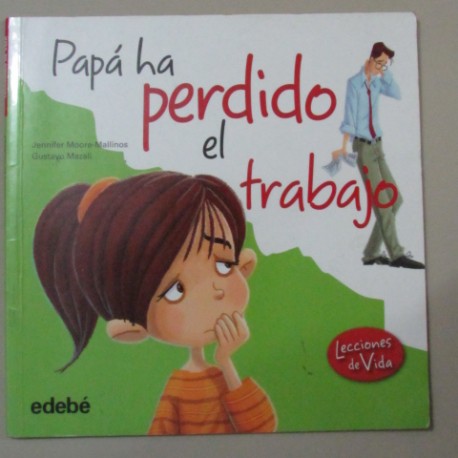 Papá ha
perdido
el
trabajo
Jennifer Moore-Mallinos
Gustavo Mazali
Lecciones
de Vida
edebé